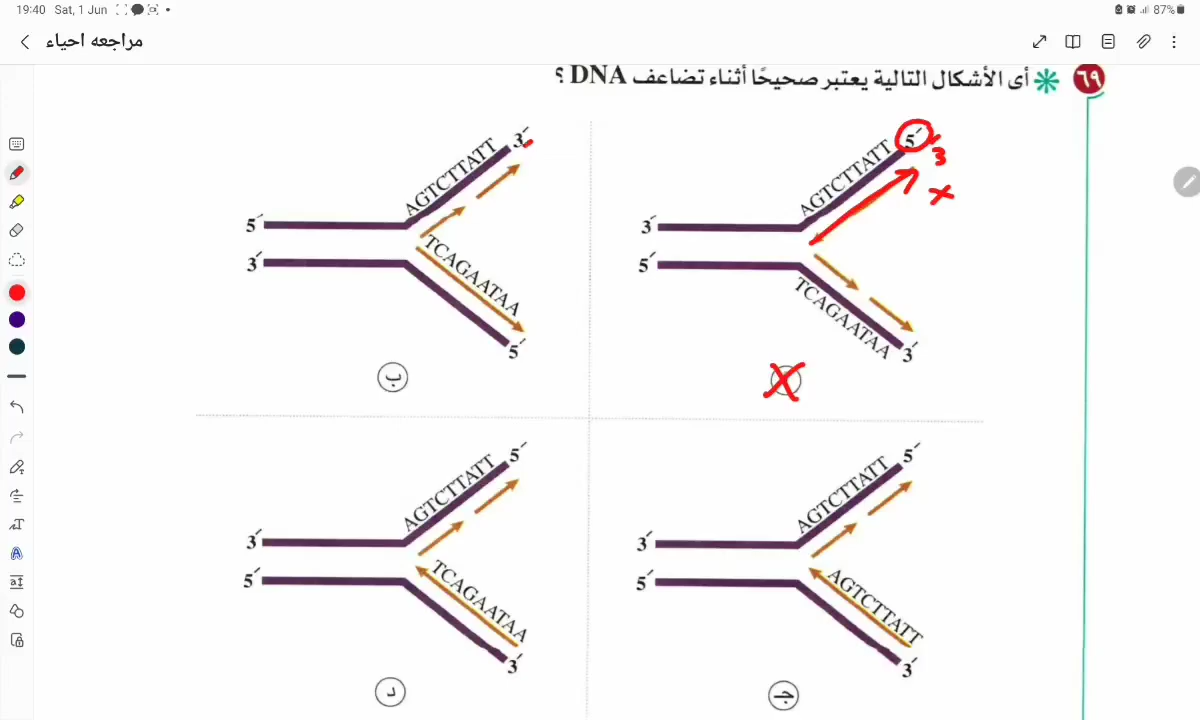 19:40 Sat, 1 Jun
87%
مراجعه احياء
٦٩ أى الأشكال التالية يعتبر صحيحًا أثناء تضاعف DNA ؟
5′
3
x
AGTCTTATT
3′
5′
TCAGAATAA
3′
X
3′
AGTCTTATT
5′
3′
TCAGAATAA
5′
ب
5′
AGTCTTATT
3′
5′
AGTCTTATT
3′
جـ
5′
AGTCTTATT
3′
5′
TCAGAATAA
3′
د